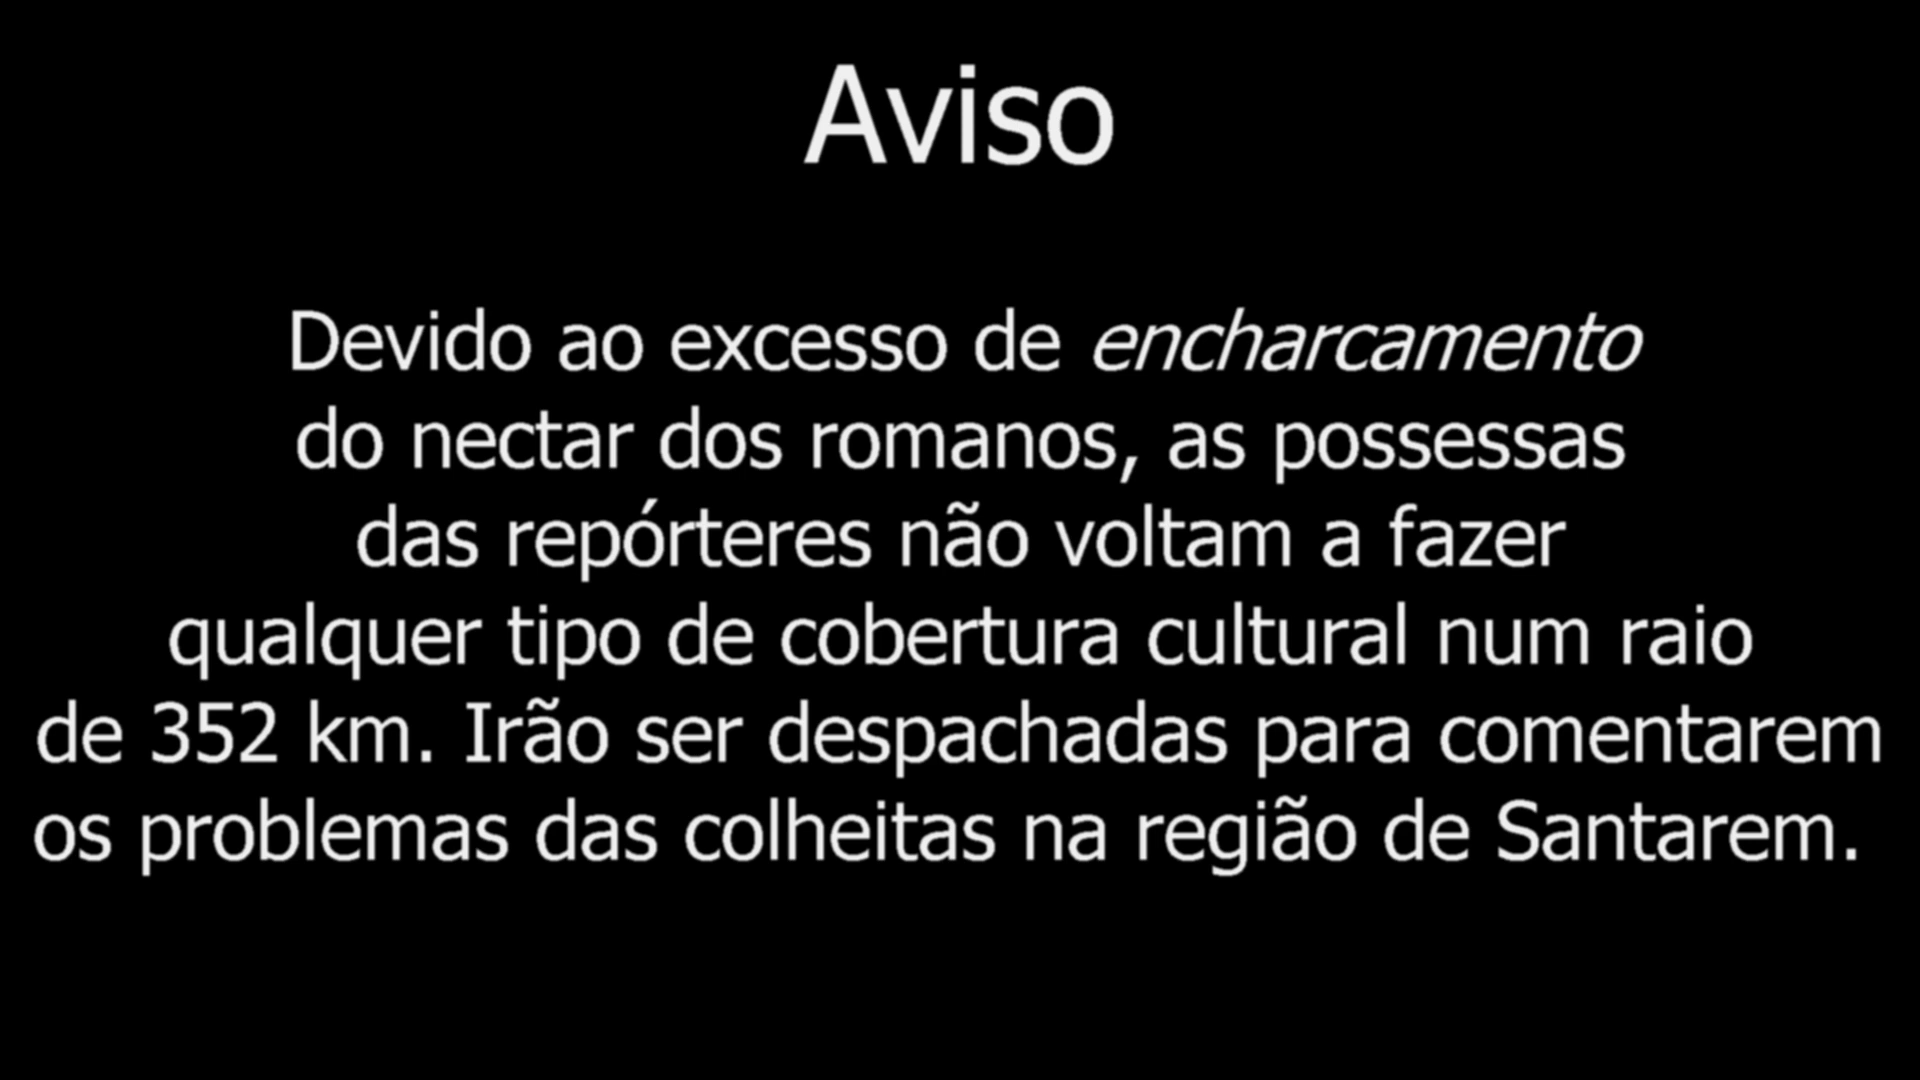 Aviso
Devido ao excesso de encharcamento
do nectar dos romanos, as possessas
das repórteres não voltam a fazer
qualquer tipo de cobertura cultural num raio
de 352 km. Irão ser despachadas para comentarem
os problemas das colheitas na região de Santarem.